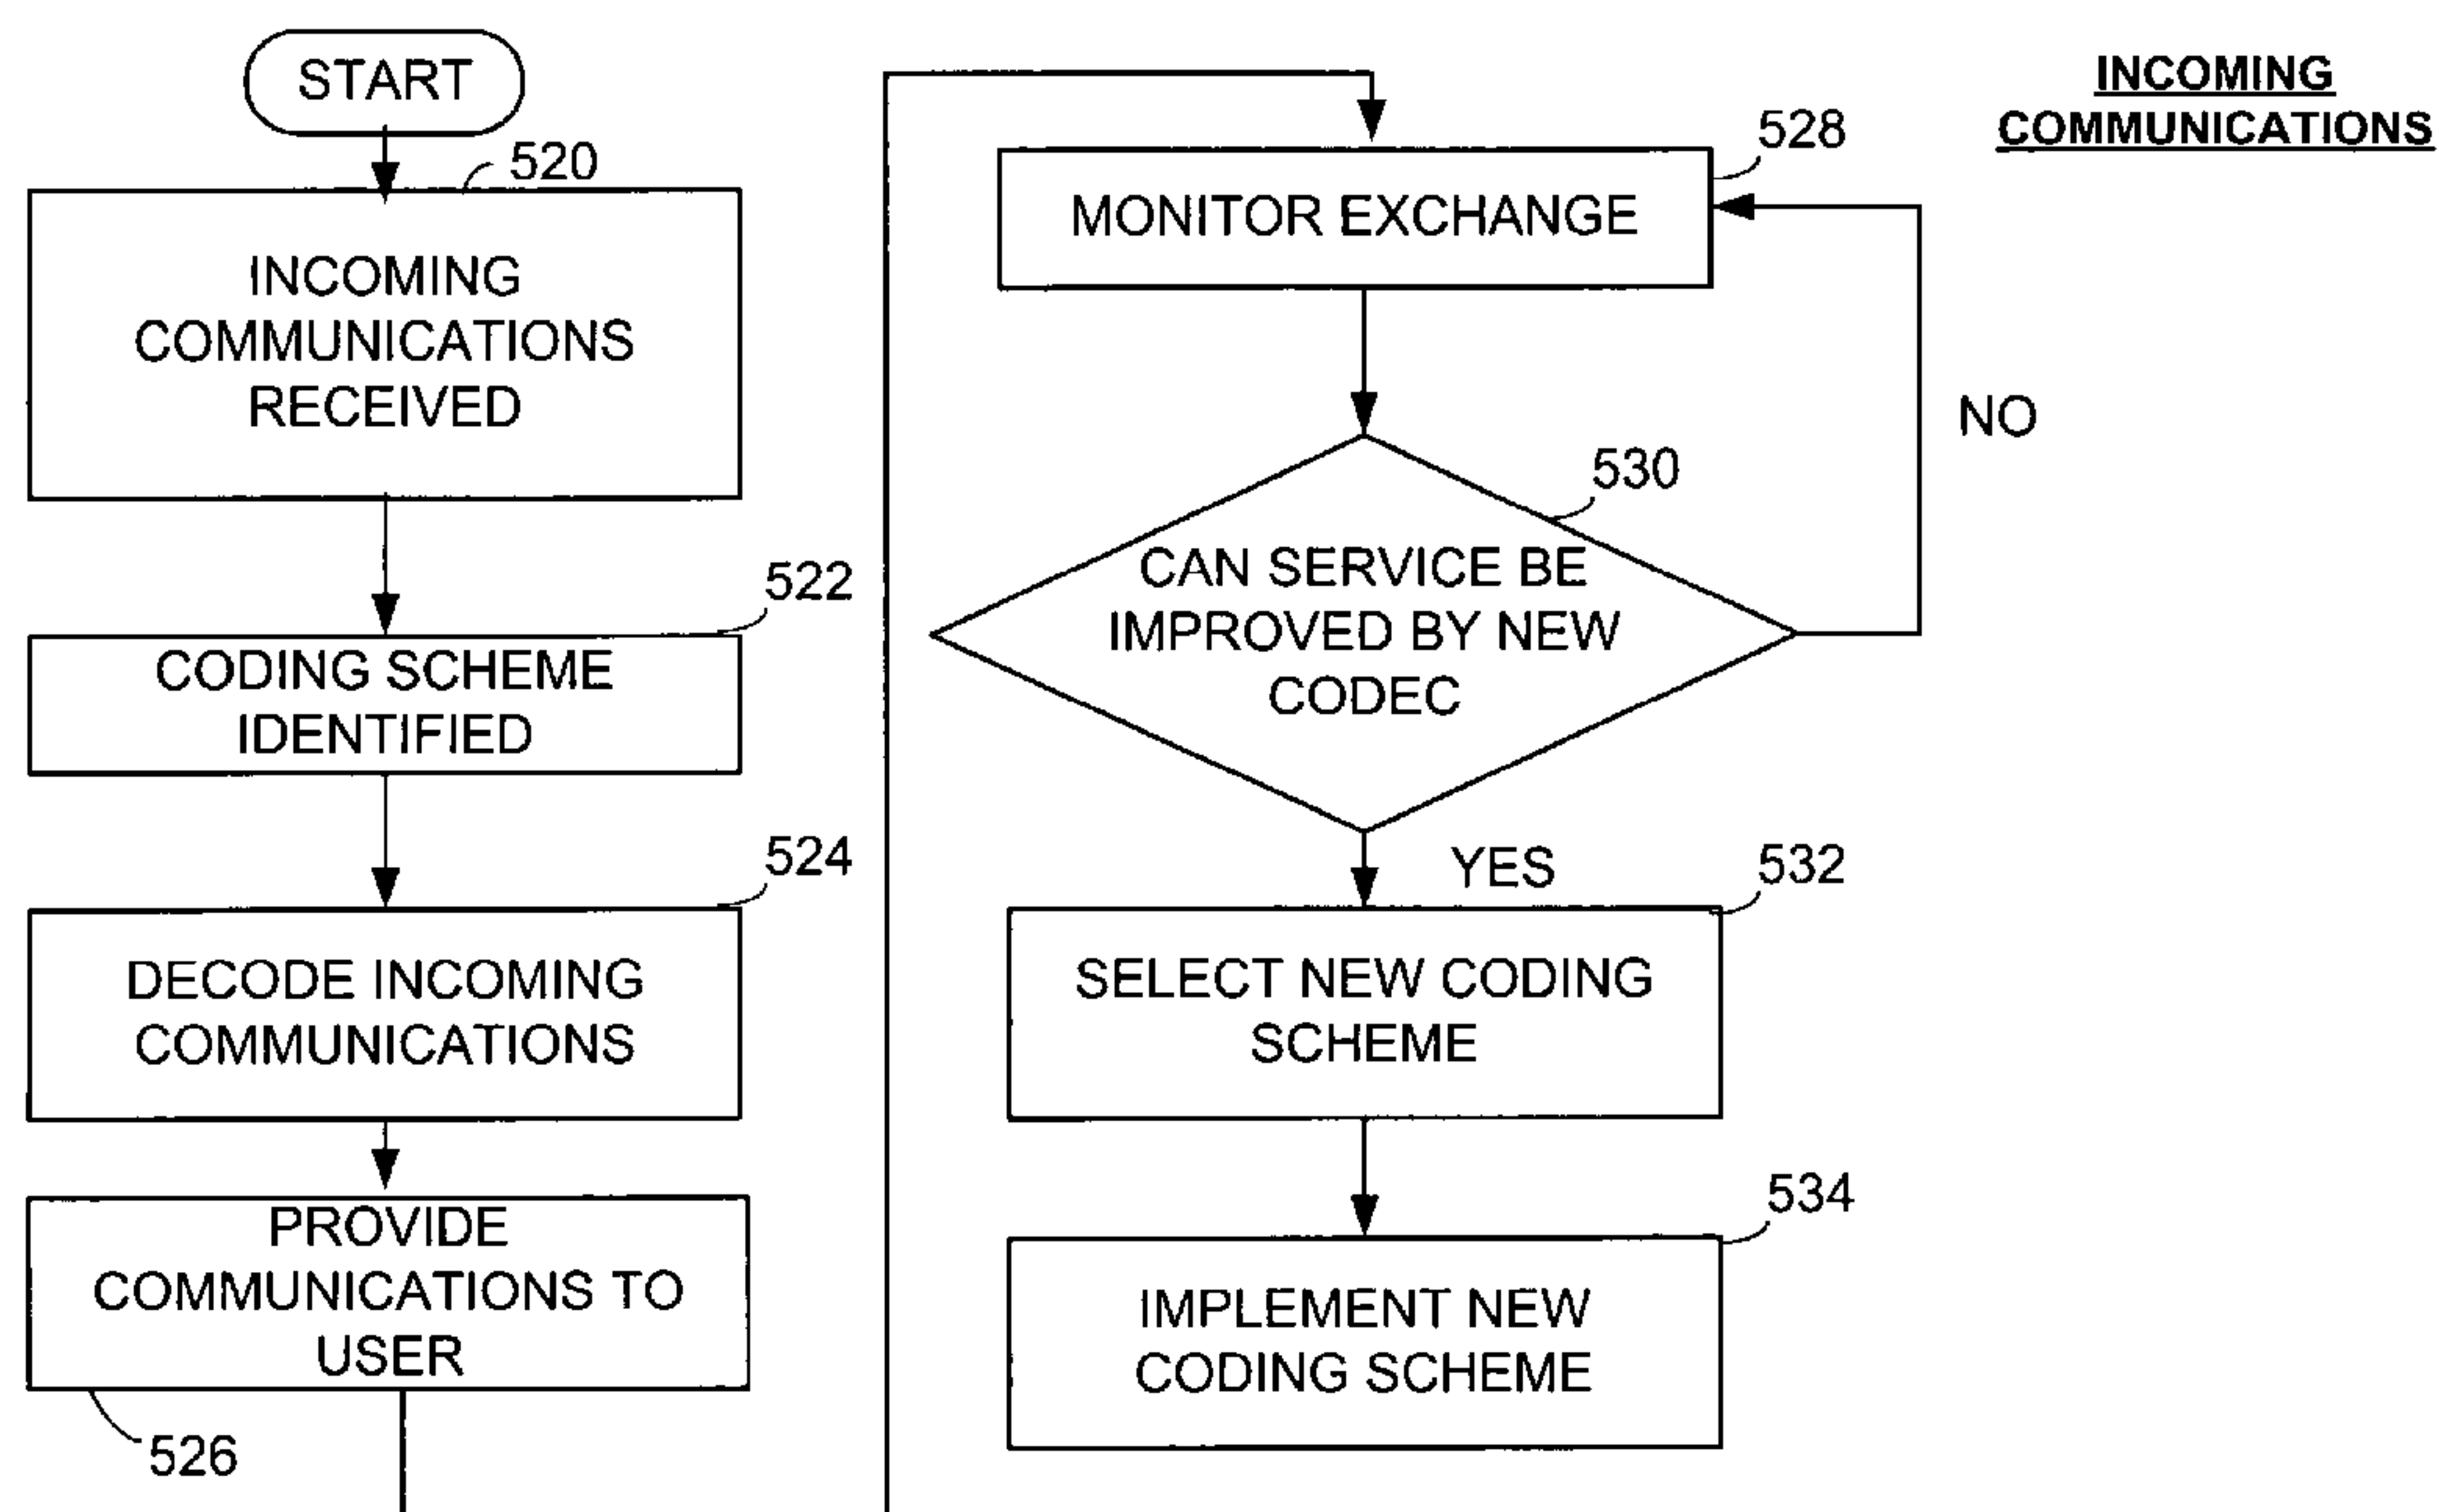 START
520
INCOMING
COMMUNICATIONS
RECEIVED
522
CODING SCHEME
IDENTIFIED
524
DECODE INCOMING
COMMUNICATIONS
PROVIDE
COMMUNICATIONS TO
USER
526
INCOMING
COMMUNICATIONS
528
MONITOR EXCHANGE
NO
530
CAN SERVICE BE
IMPROVED BY NEW
CODEC
YES
532
SELECT NEW CODING
SCHEME
534
IMPLEMENT NEW
CODING SCHEME